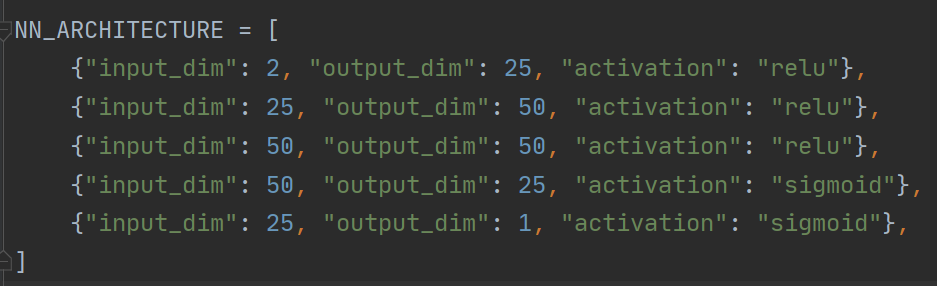 NN_ARCHITECTURE = [
    {"input_dim": 2, "output_dim": 25, "activation": "relu"},
    {"input_dim": 25, "output_dim": 50, "activation": "relu"},
    {"input_dim": 50, "output_dim": 50, "activation": "relu"},
    {"input_dim": 50, "output_dim": 25, "activation": "sigmoid"},
    {"input_dim": 25, "output_dim": 1, "activation": "sigmoid"},
]